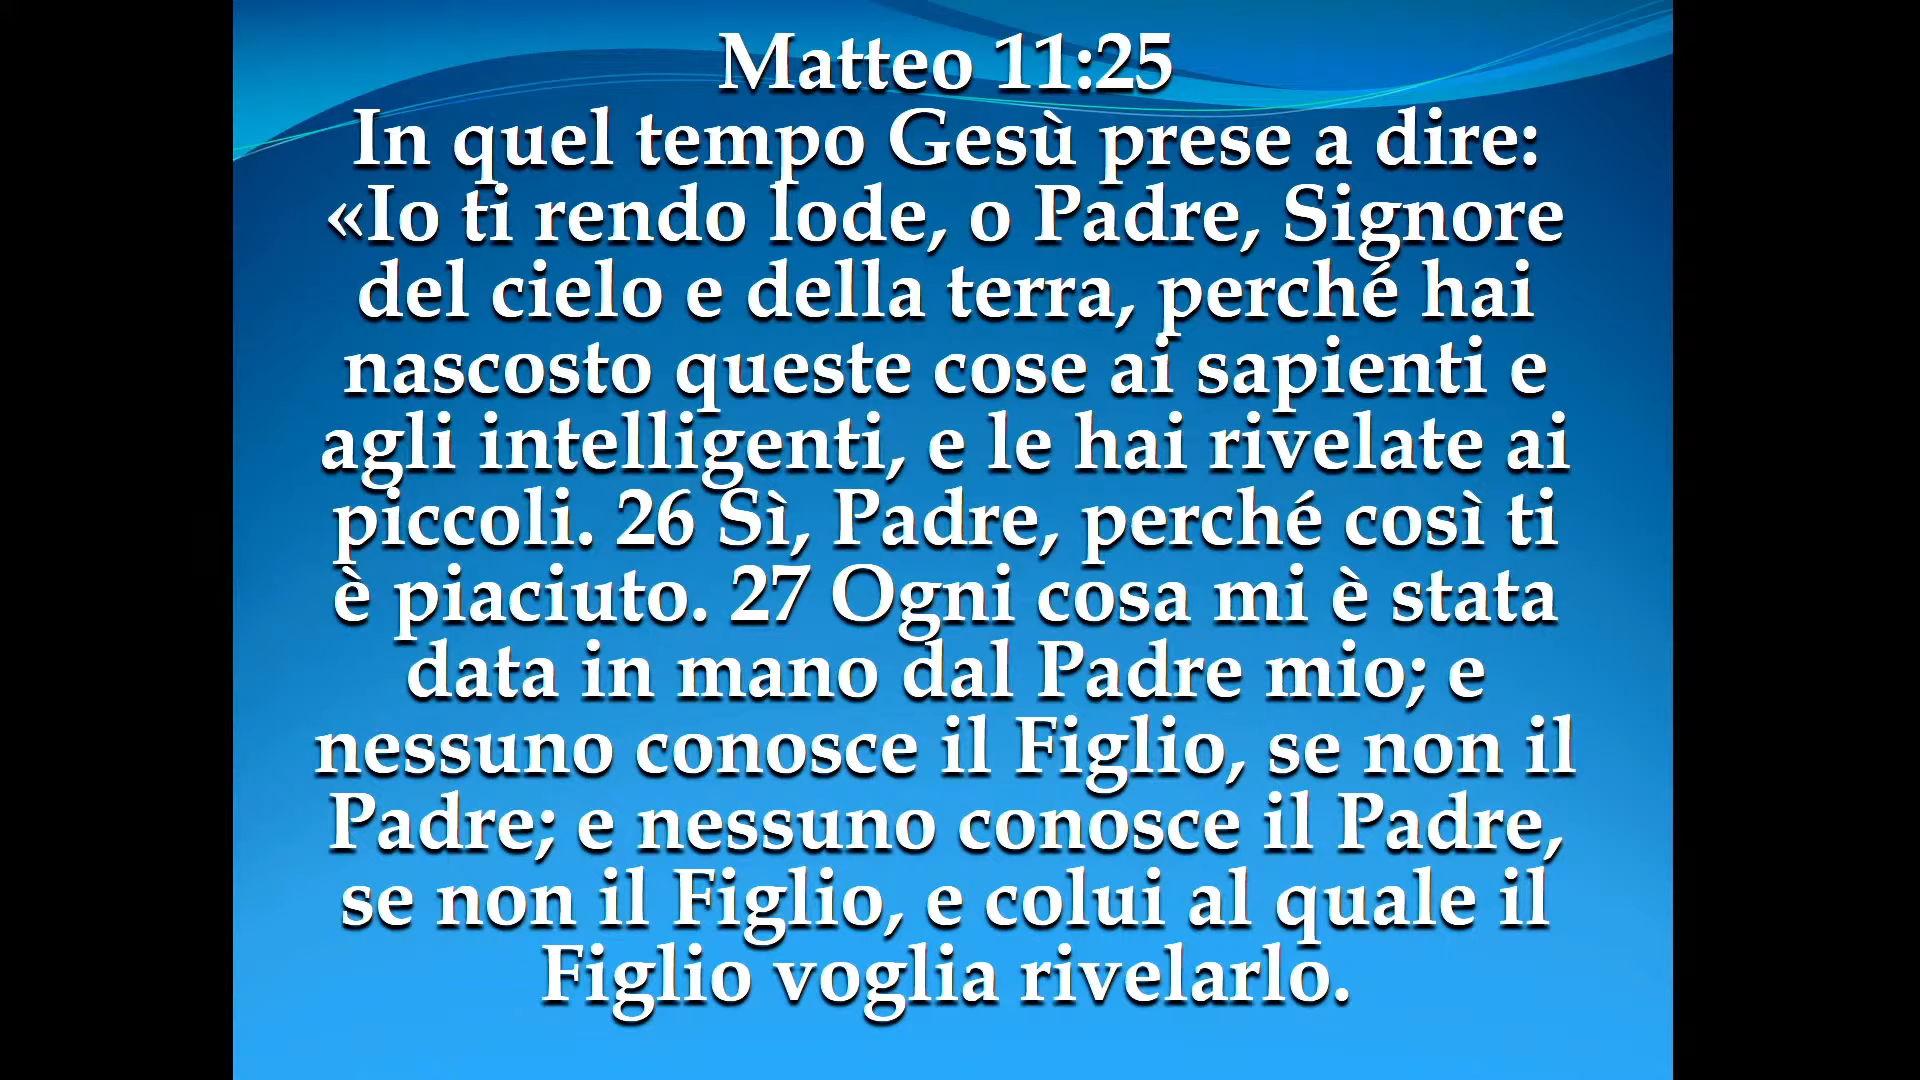 Matteo 11:25
In quel tempo Gesù prese a dire:
«Io ti rendo lode, o Padre, Signore
del cielo e della terra, perché hai
nascosto queste cose ai sapienti e
agli intelligenti, e le hai rivelate ai
piccoli. 26 Sì, Padre, perché così ti
è piaciuto. 27 Ogni cosa mi è stata
data in mano dal Padre mio; e
nessuno conosce il Figlio, se non il
Padre; e nessuno conosce il Padre,
se non il Figlio, e colui al quale il
Figlio voglia rivelarlo.